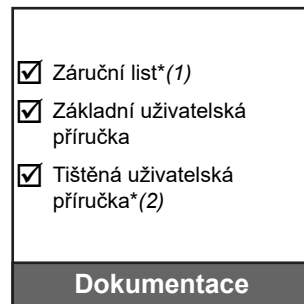 ☑ Záruční list*(1)
☑ Základní uživatelská
příručka
☑ Tištěná uživatelská
příručka*(2)
Dokumentace